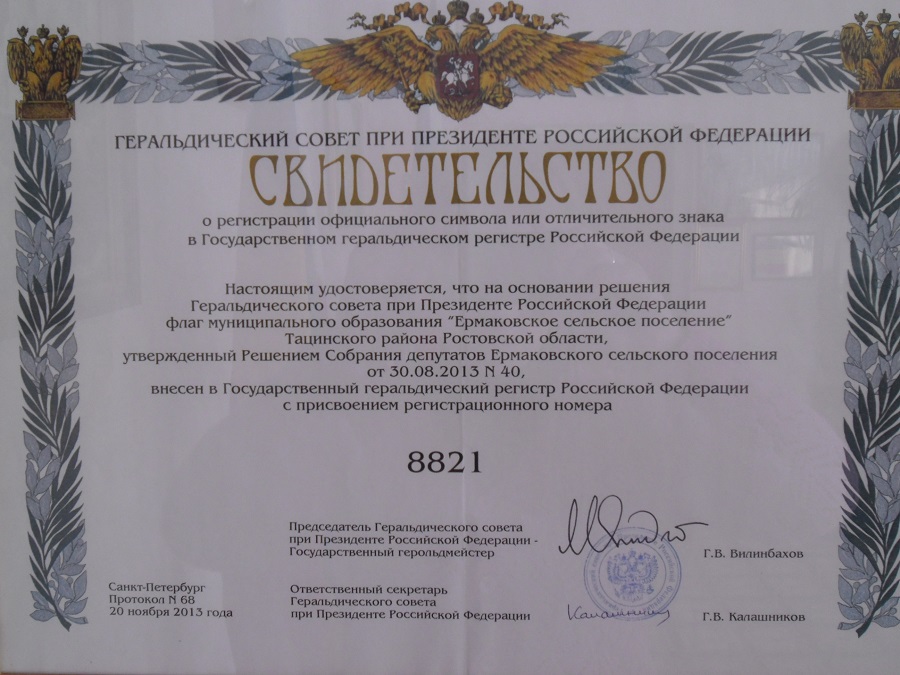 ГЕРАЛЬДИЧЕСКИЙ СОВЕТ ПРИ ПРЕЗИДЕНТЕ РОССИЙСКОЙ ФЕДЕРАЦИИ
СВИДЕТЕЛЬСТВО
о регистрации официального символа или отличительного знака
в Государственном геральдическом регистре Российской Федерации
Настоящим удостоверяется, что на основании решения
Геральдического совета при Президенте Российской Федерации
флаг муниципального образования "Ермаковское сельское поселение"
Тацинского района Ростовской области,
утвержденный Решением Собрания депутатов Ермаковского сельского поселения
от 30.08.2013 N 40,
внесен в Государственный геральдический регистр Российской Федерации
с присвоением регистрационного номера
8821
Председатель Геральдического совета
при Президенте Российской Федерации -
Государственный герольдмейстер
Г.В. Вилинбахов
Санкт-Петербург
Протокол N 68
20 ноября 2013 года
Ответственный секретарь
Геральдического совета
при Президенте Российской Федерации
Г.В. Калашников